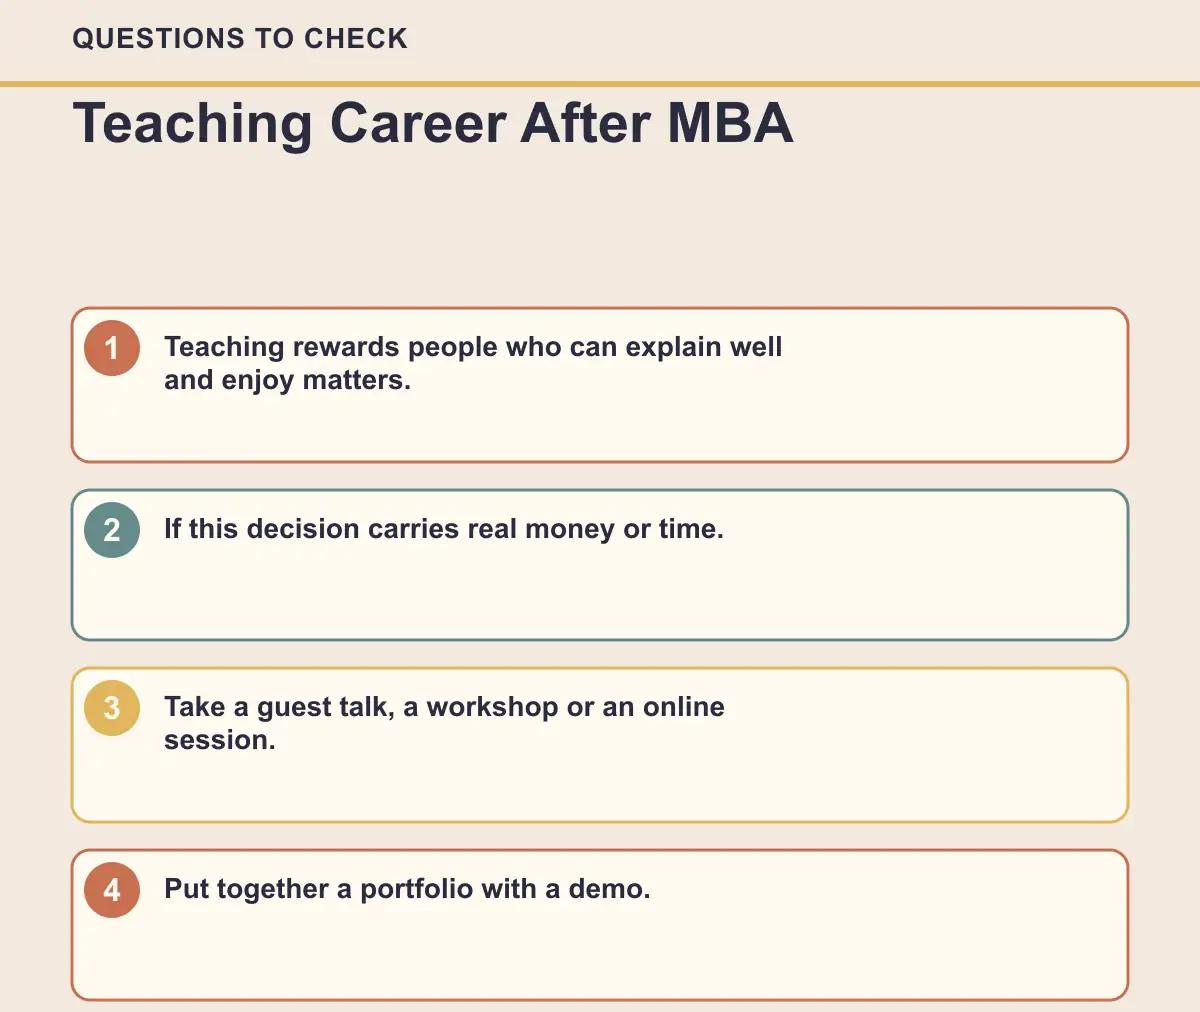 QUESTIONS TO CHECK
Teaching Career After MBA
1
Teaching rewards people who can explain well
and enjoy matters.
2
If this decision carries real money or time.
3
Take a guest talk, a workshop or an online
session.
4
Put together a portfolio with a demo.